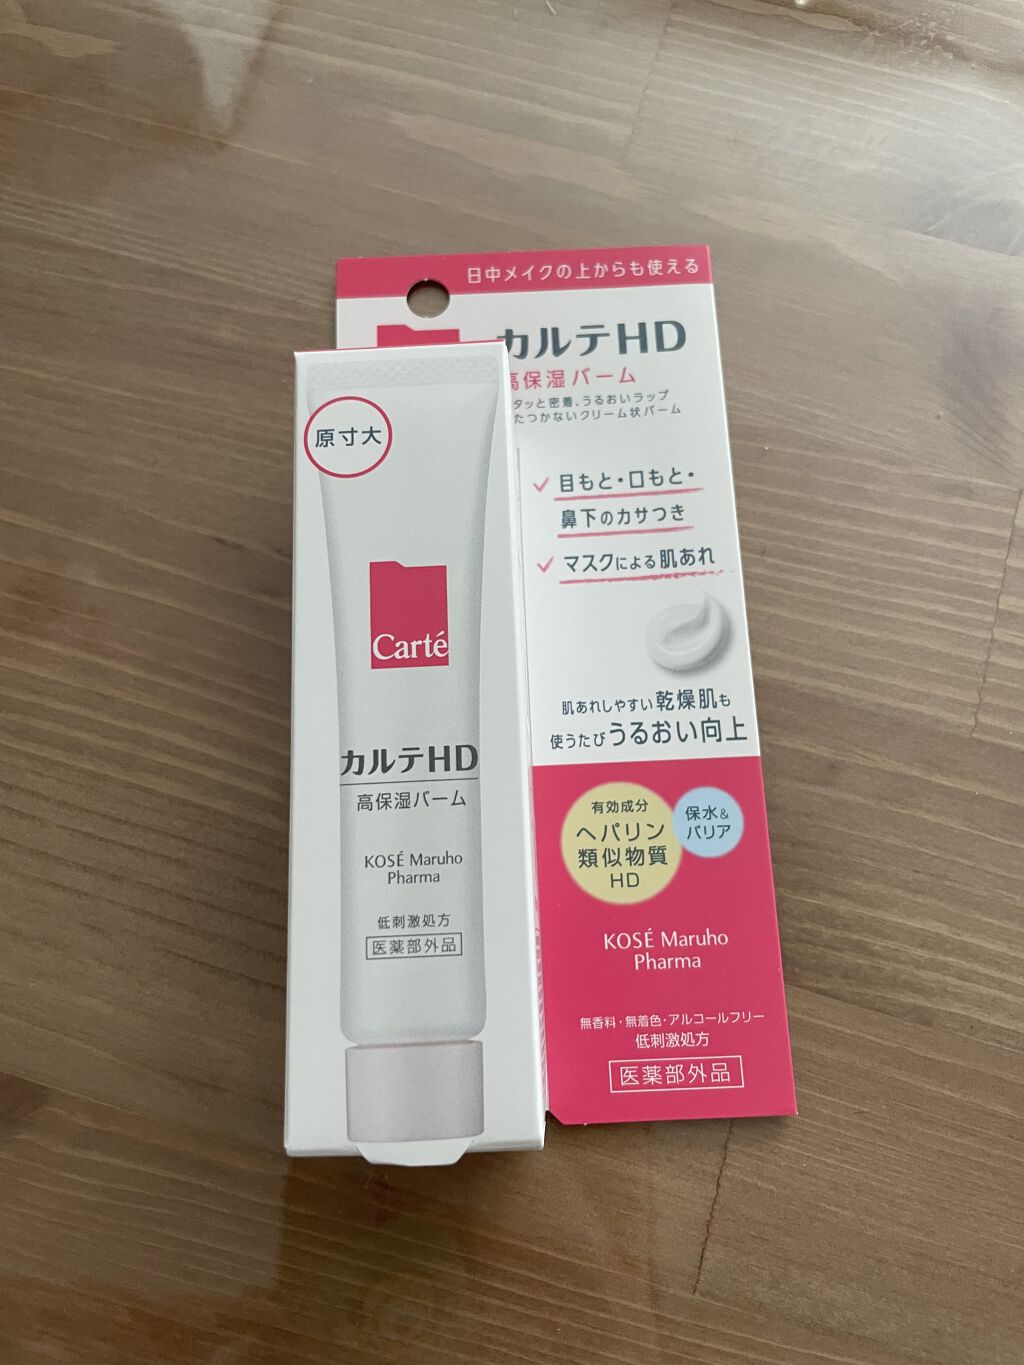 日中メイクの上からも使える
カルテHD
高保湿バーム
タッと密着、うるおいラップ
たつかないクリーム状バーム
目もと・口もと・
鼻下のカサつき
マスクによる肌あれ
肌あれしやすい乾燥肌も
使うたびうるおい向上
有効成分
ヘパリン
類似物質
HD
保水&
バリア
KOSÉ Maruho
Pharma
無香料・無着色・アルコールフリー
低刺激処方
医薬部外品
原寸大
Carté
カルテHD
高保湿バーム
KOSÉ Maruho
Pharma
低刺激処方
医薬部外品